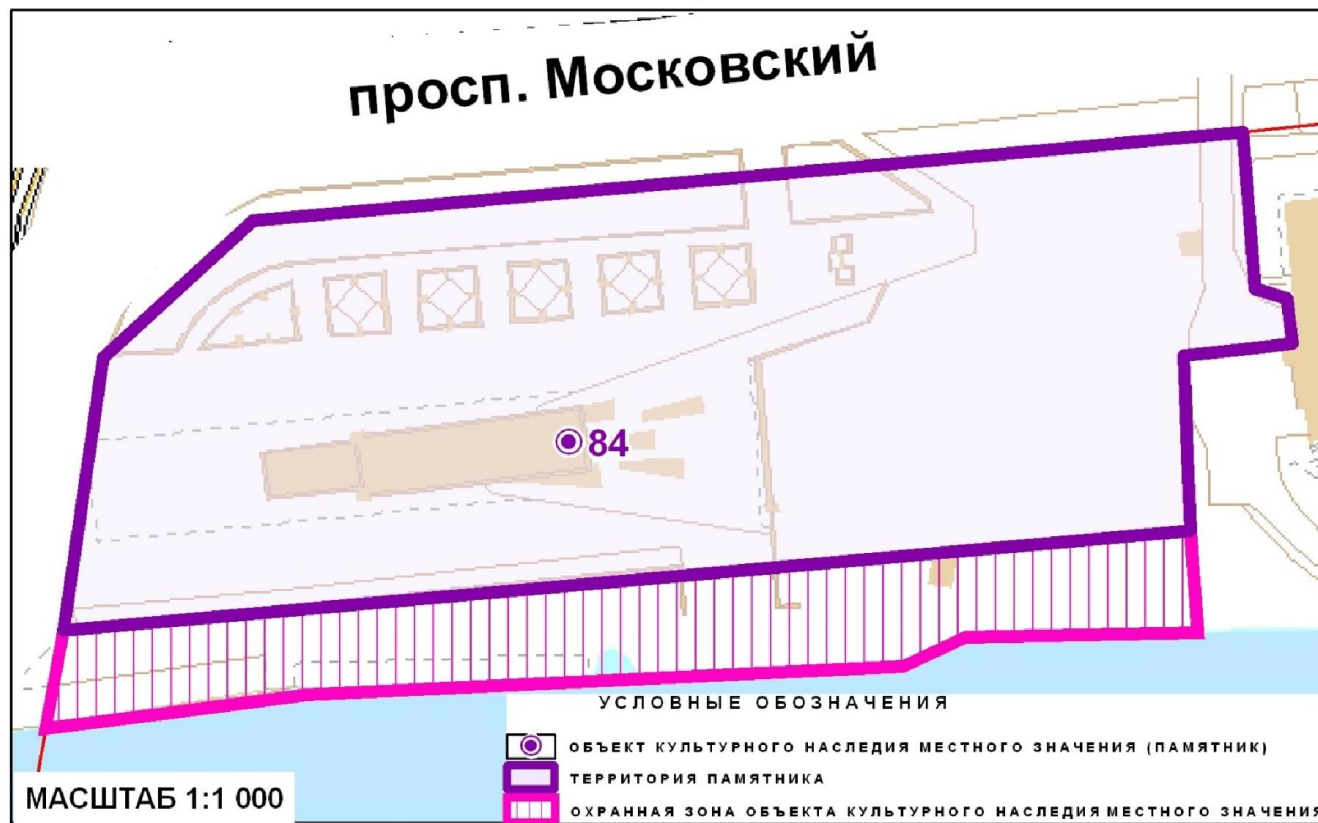 просп. Московский
84
УСЛОВНЫЕ ОБОЗНАЧЕНИЯ
ОБЪЕКТ КУЛЬТУРНОГО НАСЛЕДИЯ МЕСТНОГО ЗНАЧЕНИЯ (ПАМЯТНИК)
ТЕРРИТОРИЯ ПАМЯТНИКА
ОХРАННАЯ ЗОНА ОБЪЕКТА КУЛЬТУРНОГО НАСЛЕДИЯ МЕСТНОГО ЗНАЧЕНИЯ
МАСШТАБ 1:1 000